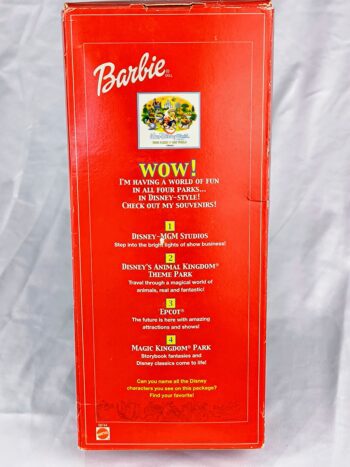 Barbie
DOLL
WOW!
I'M HAVING A WORLD OF FUN
IN ALL FOUR PARKS...
IN DISNEY-STYLE!
CHECK OUT MY SOUVENIRS!
1
DISNEY-MGM STUDIOS
Step into the bright lights of show business!
2
DISNEY'S ANIMAL KINGDOM®
THEME PARK
Travel through a magical world of
animals, real and fantastic!
3
EPCOT®
The future is here with amazing
attractions and shows!
4
MAGIC KINGDOM® PARK
Storybook fantasies and
Disney classics come to life!
Can you name all the Disney
characters you see on this package?
Find your favorite!
MATTEL